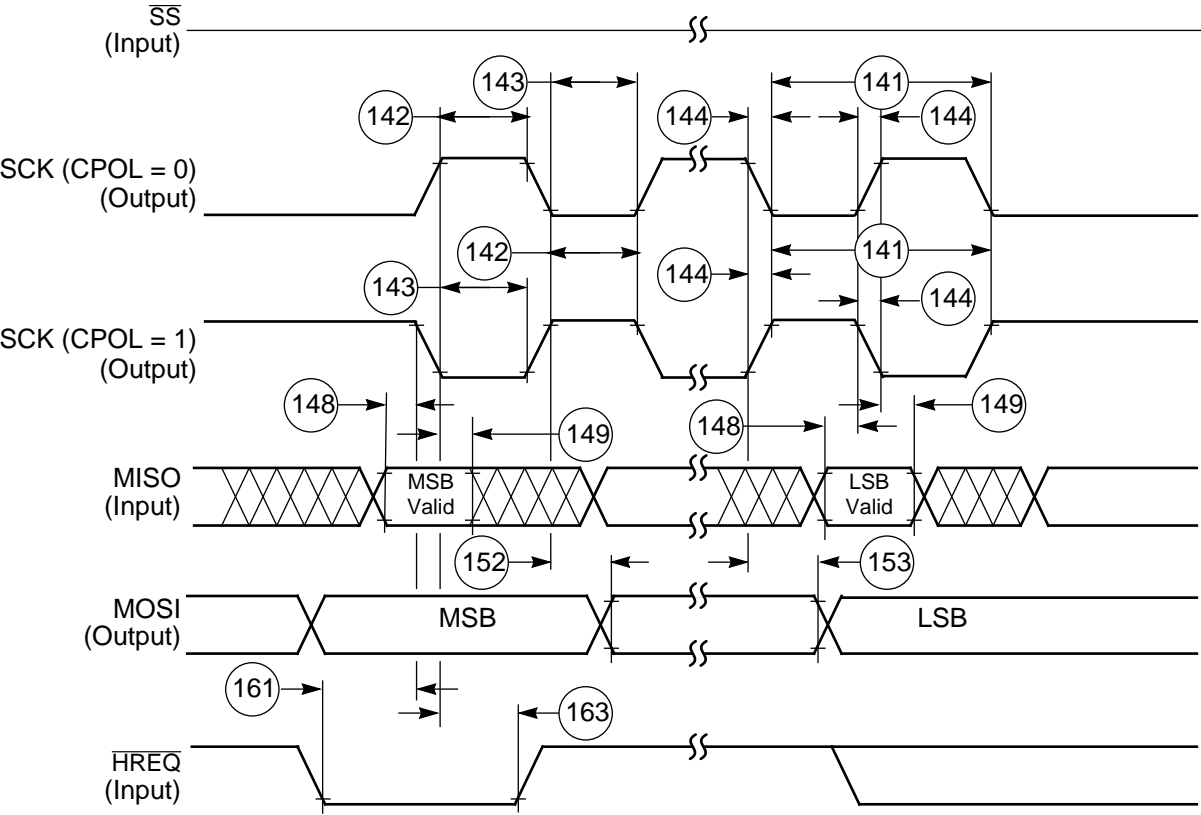 SS
(Input)
143
141
142
144
144
SCK (CPOL = 0)
(Output)
142
141
143
144
144
SCK (CPOL = 1)
(Output)
148
149
148
149
MISO
(Input)
MSB
Valid
LSB
Valid
152
153
MOSI
(Output)
MSB
LSB
161
163
HREQ
(Input)